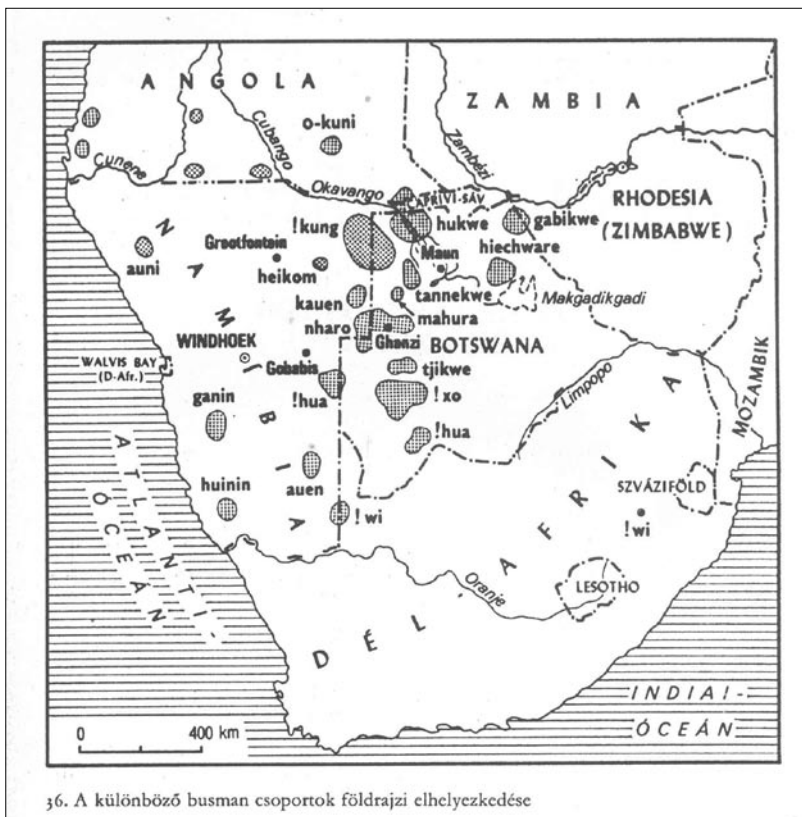 ANGOLA
ZAMBIA
o-kuni
Cubango
Zambézi
Cunene
Okavango
CAPRIVI-SÁV
RHODESIA
(ZIMBABWE)
!kung
hukwe
gabikwe
Grootfontein
Maun
hiechware
auni
heikom
tannekwe
Makgadikgadi
kauen
mahura
nharo
Ghanzi
WINDHOEK
BOTSWANA
WALVIS BAY
(D-Afr.)
Gobabis
tjikwe
!hua
!xo
Limpopo
MOZAMBIK
ganin
!hua
NAMÍBIA
huinin
auen
SZVÁZIFÖLD
!wi
!wi
ATLANTI-
ÓCEÁN
Oranje
LESOTHO
DÉL-AFRIKA
INDIAI-
ÓCEÁN
0 400 km
36. A különböző busman csoportok földrajzi elhelyezkedése